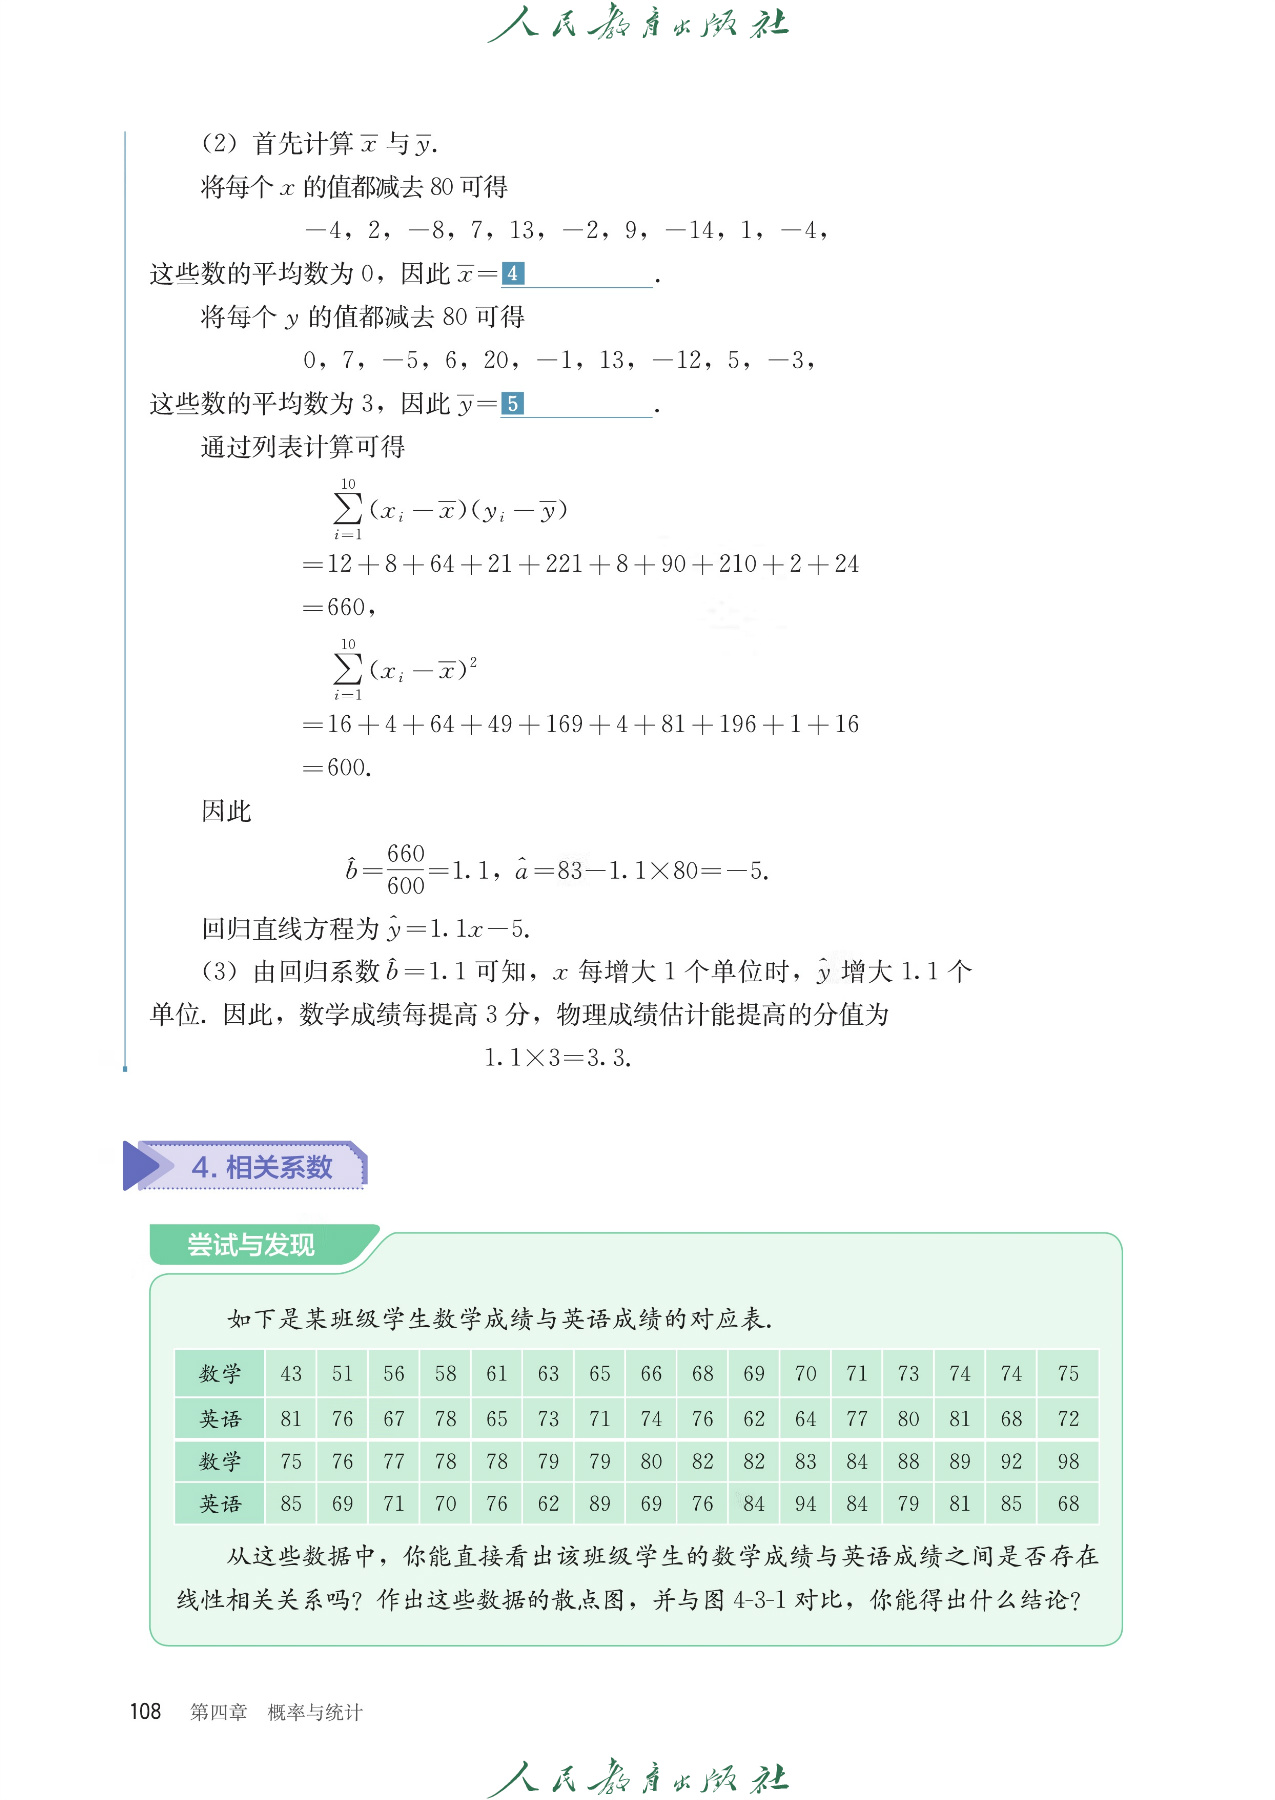 人民教育出版社
（2）首先计算 x̅ 与 y̅.
将每个 x 的值都减去 80 可得
－4，2，－8，7，13，－2，9，－14，1，－4，
这些数的平均数为 0，因此 x̅＝4 ________.
将每个 y 的值都减去 80 可得
0，7，－5，6，20，－1，13，－12，5，－3，
这些数的平均数为 3，因此 y̅＝5 ________.
通过列表计算可得
∑_{i=1}^{10}(x_i－x̅)(y_i－y̅)
＝12＋8＋64＋21＋221＋8＋90＋210＋2＋24
＝660，
∑_{i=1}^{10}(x_i－x̅)²
＝16＋4＋64＋49＋169＋4＋81＋196＋1＋16
＝600.
因此
b̂＝660/600＝1.1，â＝83－1.1×80＝－5.
回归直线方程为 ŷ＝1.1x－5.
（3）由回归系数 b̂＝1.1 可知，x 每增大 1 个单位时，ŷ 增大 1.1 个
单位. 因此，数学成绩每提高 3 分，物理成绩估计能提高的分值为
1.1×3＝3.3.
4. 相关系数
尝试与发现
如下是某班级学生数学成绩与英语成绩的对应表.
数学 43 51 56 58 61 63 65 66 68 69 70 71 73 74 74 75
英语 81 76 67 78 65 73 71 74 76 62 64 77 80 81 68 72
数学 75 76 77 78 78 79 79 80 82 82 83 84 88 89 92 98
英语 85 69 71 70 76 62 89 69 76 84 94 84 79 81 85 68
从这些数据中，你能直接看出该班级学生的数学成绩与英语成绩之间是否存在
线性相关关系吗？作出这些数据的散点图，并与图 4-3-1 对比，你能得出什么结论？
108 第四章 概率与统计
人民教育出版社